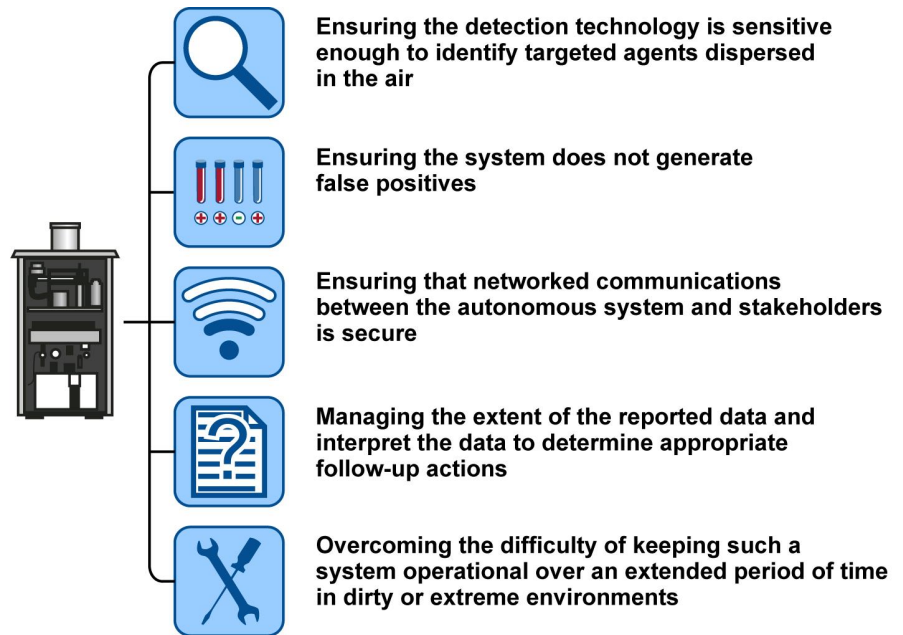 Ensuring the detection technology is sensitive
enough to identify targeted agents dispersed
in the air
Ensuring the system does not generate
false positives
Ensuring that networked communications
between the autonomous system and stakeholders
is secure
Managing the extent of the reported data and
interpret the data to determine appropriate
follow-up actions
Overcoming the difficulty of keeping such a
system operational over an extended period of time
in dirty or extreme environments